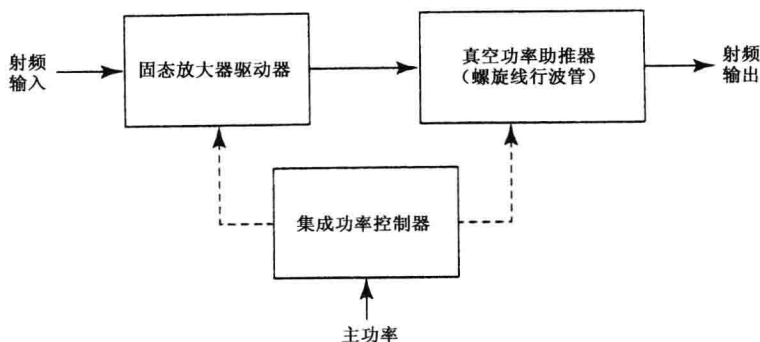 射频
输入
固态放大器驱动器
真空功率助推器
（螺旋线行波管）
射频
输出
集成功率控制器
主功率